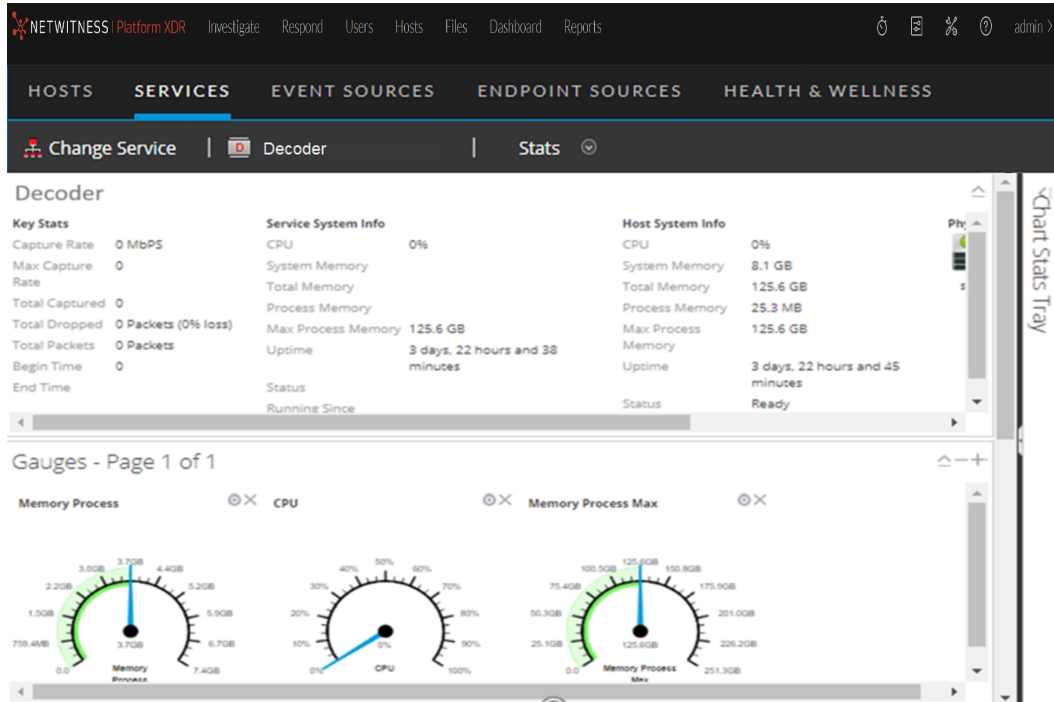 NETWITNESS | Platform XDR Investigate Respond Users Hosts Files Dashboard Reports admin >
HOSTS SERVICES EVENT SOURCES ENDPOINT SOURCES HEALTH & WELLNESS
Change Service | D Decoder | Stats
Decoder
Key Stats
Capture Rate 0 MbPS
Max Capture Rate 0
Total Captured 0
Total Dropped 0 Packets (0% loss)
Total Packets 0 Packets
Begin Time 0
End Time
Service System Info
CPU 0%
System Memory
Total Memory
Process Memory
Max Process Memory 125.6 GB
Uptime 3 days, 22 hours and 38
minutes
Status
Running Since
Host System Info
CPU 0%
System Memory 8.1 GB
Total Memory 125.6 GB
Process Memory 25.3 MB
Max Process Memory 125.6 GB
Uptime 3 days, 22 hours and 45
minutes
Status Ready
Chart Stats Tray
Gauges - Page 1 of 1
Memory Process
0.0 759.4MB 1.5GB 2.2GB 3.0GB 3.7GB 4.4GB 5.2GB 5.9GB 6.7GB 7.4GB
3.7GB
Memory
Process
CPU
0% 10% 20% 30% 40% 50% 60% 70% 80% 90% 100%
0%
CPU
Memory Process Max
0.0 25.1GB 50.3GB 75.4GB 100.5GB 125.6GB 150.8GB 175.9GB 201.0GB 226.2GB 251.3GB
125.6GB
Memory Process
Max